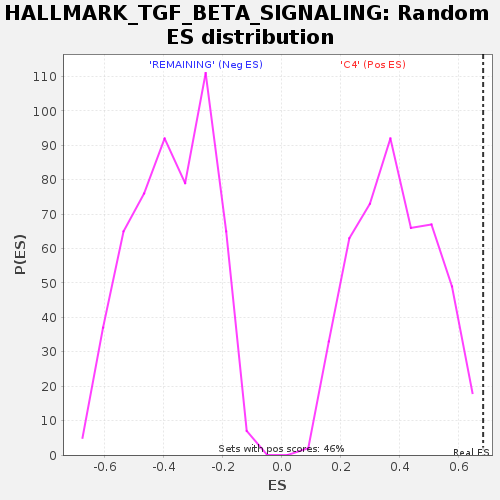 HALLMARK_TGF_BETA_SIGNALING: Random
ES distribution
'REMAINING' (Neg ES)
'C4' (Pos ES)
110
100
90
80
70
60
50
40
30
20
10
0
P(ES)
Sets with pos scores: 46%
Real ES
-0.6
-0.4
-0.2
0.0
0.2
0.4
0.6
ES